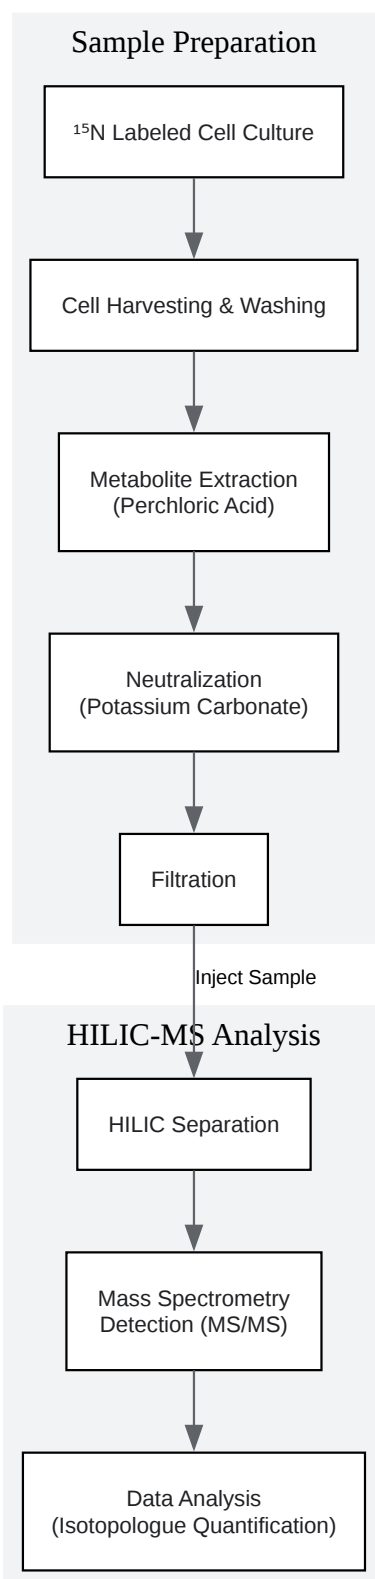 Sample Preparation
¹⁵N Labeled Cell Culture
Cell Harvesting & Washing
Metabolite Extraction
(Perchloric Acid)
Neutralization
(Potassium Carbonate)
Filtration
Inject Sample
HILIC-MS Analysis
HILIC Separation
Mass Spectrometry
Detection (MS/MS)
Data Analysis
(Isotopologue Quantification)